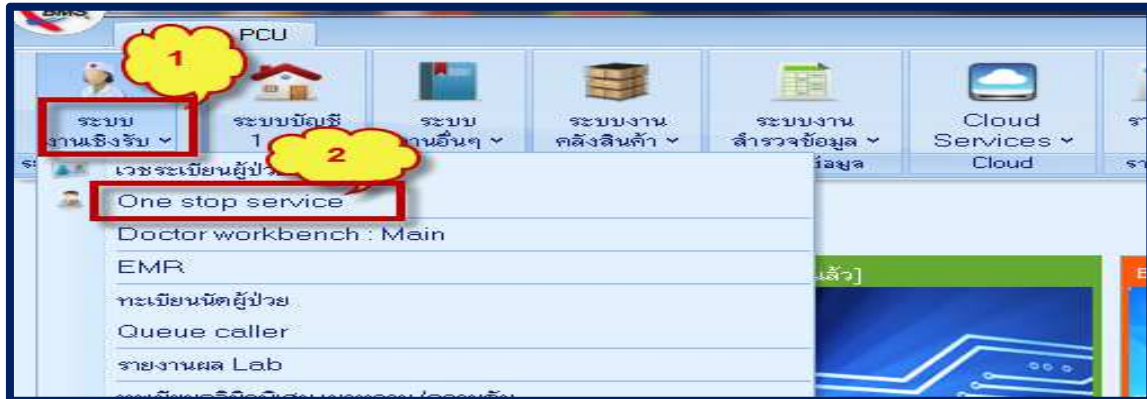 PCU
1
ระบบ
งานเชิงรับ
ระบบบัญชี
1
ระบบ
งานอื่นๆ
ระบบงาน
คลังสินค้า
ระบบงาน
สำรวจข้อมูล
Cloud
Services
Cloud
2
One stop service
Doctor workbench : Main
EMR
ทะเบียนนัดผู้ป่วย
Queue caller
รายงานผล Lab
แล้ว]